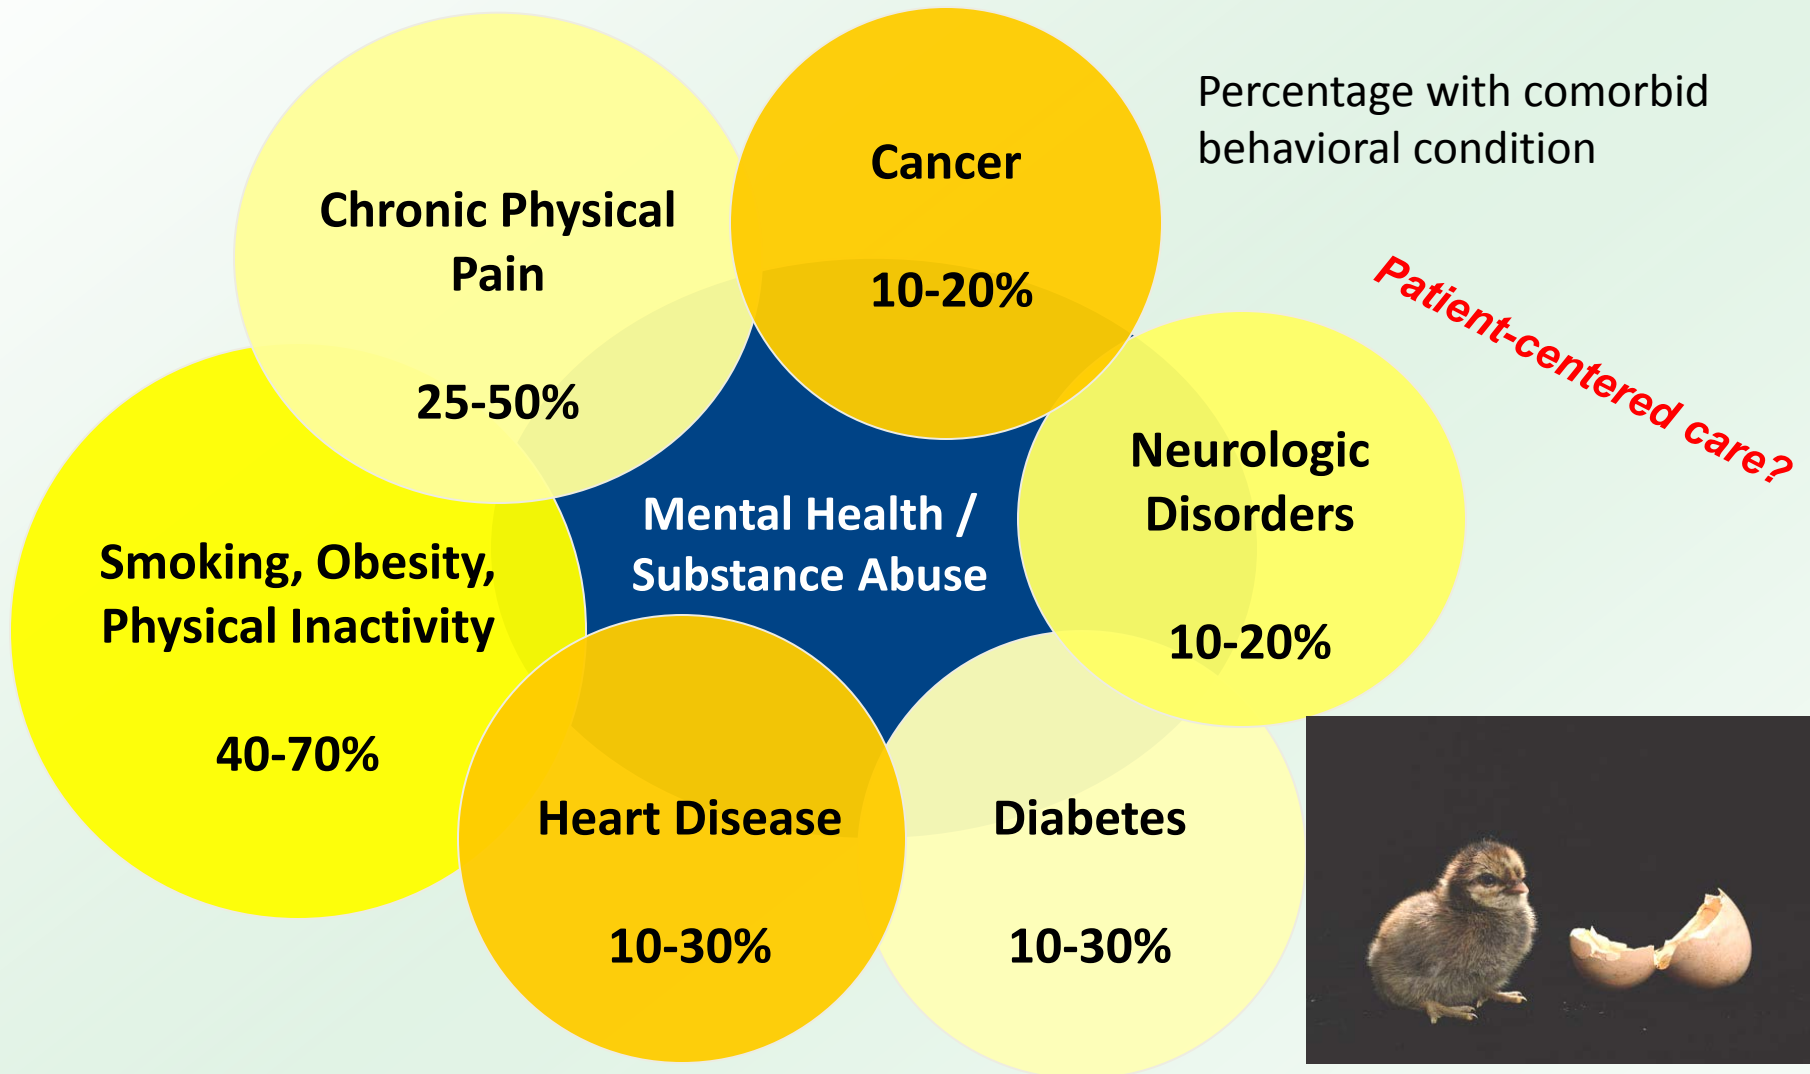 Percentage with comorbid
behavioral condition
Patient-centered care?
Chronic Physical
Pain
25-50%
Cancer
10-20%
Neurologic
Disorders
10-20%
Mental Health /
Substance Abuse
Smoking, Obesity,
Physical Inactivity
40-70%
Heart Disease
10-30%
Diabetes
10-30%